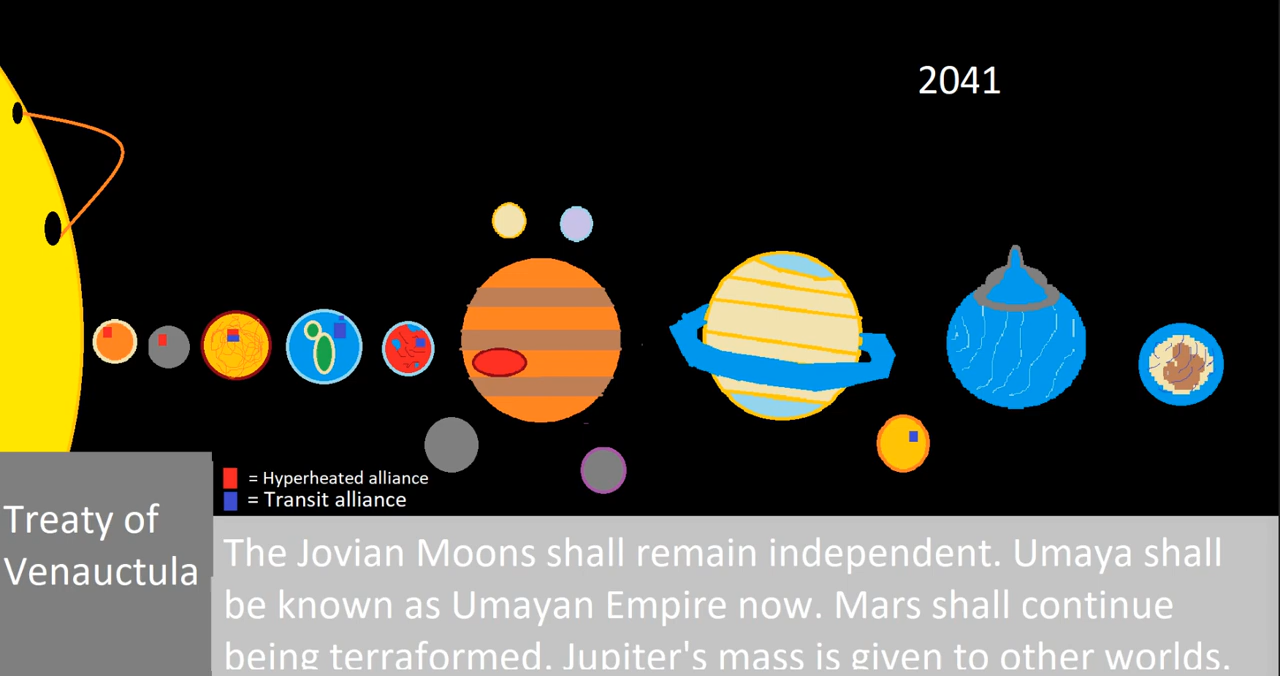 2041
= Hyperheated alliance
= Transit alliance
Treaty of
Venauctula
The Jovian Moons shall remain independent. Umaya shall
be known as Umayan Empire now. Mars shall continue
being terraformed. Jupiter's mass is given to other worlds.